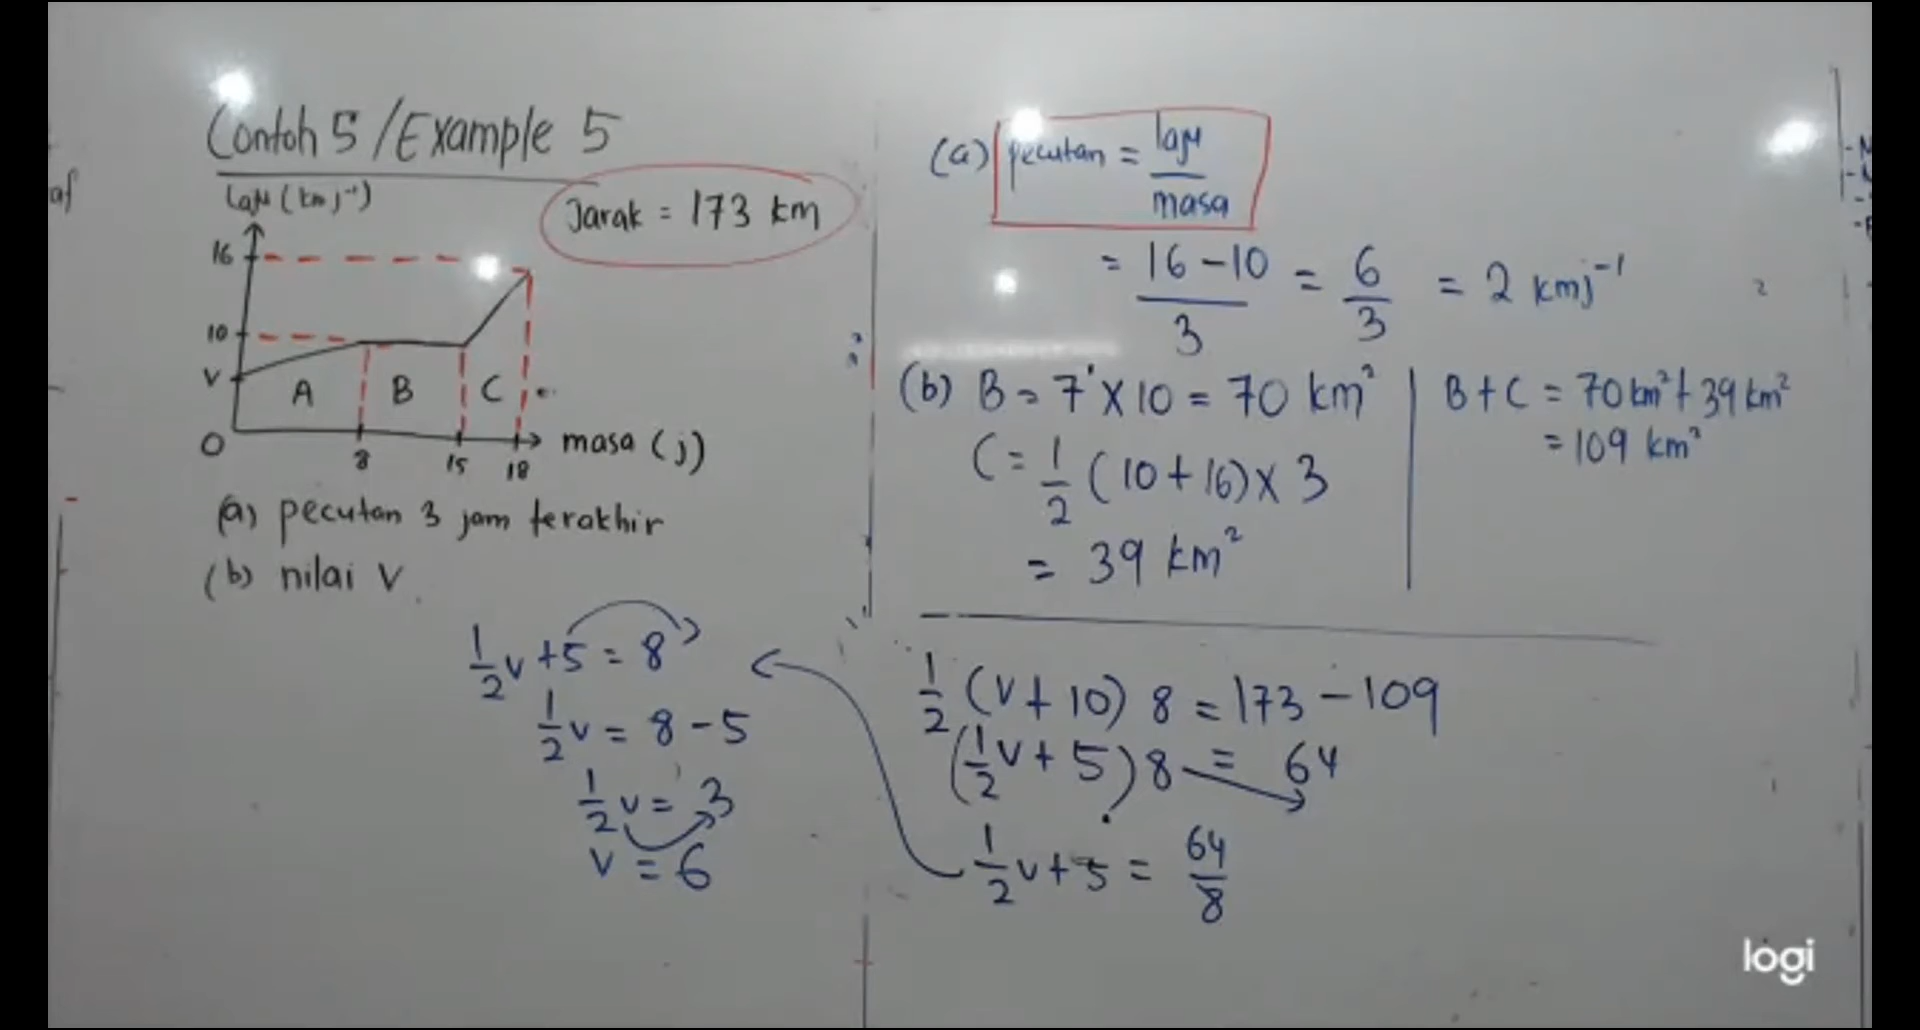 Contoh 5 / Example 5
Laju (km j⁻¹)
Jarak = 173 km
16
10
V
A B C
O
8 15 18
masa (j)
(a) pecutan 3 jam terakhir
(b) nilai V
(a) pecutan = laju / masa
= 16 - 10 / 3 = 6 / 3 = 2 kmj⁻¹
(b) B = 7 × 10 = 70 km²
C = 1/2 (10 + 16) × 3
= 39 km²
B + C = 70 km² + 39 km²
= 109 km²
1/2 (v + 10) 8 = 173 - 109
(1/2 v + 5) 8 = 64
1/2 v + 5 = 64/8
1/2 v + 5 = 8
1/2 v = 8 - 5
1/2 v = 3
v = 6
logi